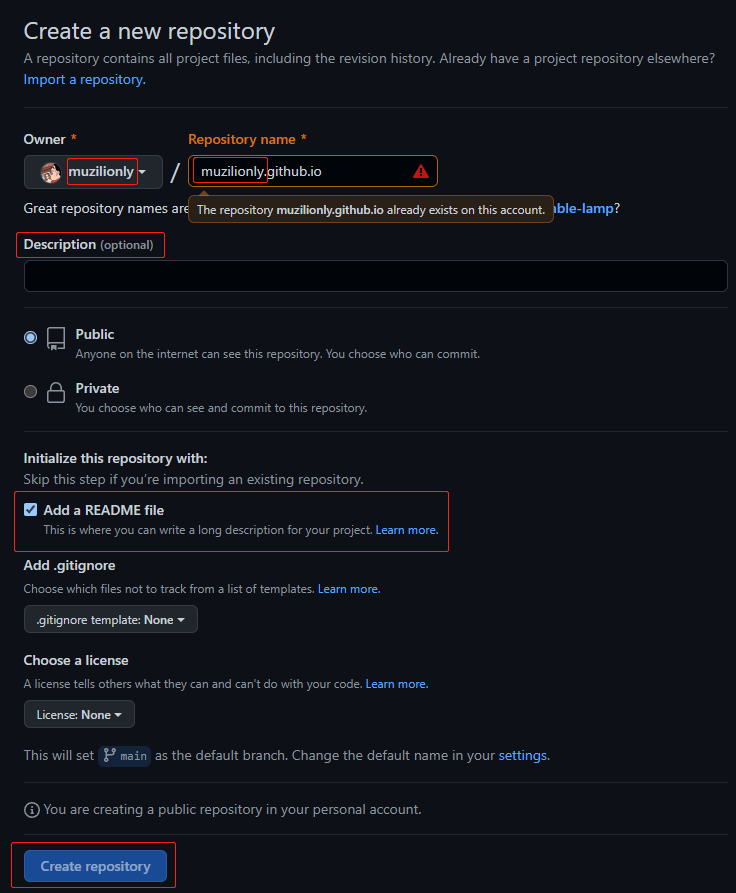 Create a new repository
A repository contains all project files, including the revision history. Already have a project repository elsewhere?
Import a repository.
Owner * Repository name *
muzilionly / muzilionly.github.io
Great repository names are able-lamp?
The repository muzilionly.github.io already exists on this account.
Description (optional)
Public
Anyone on the internet can see this repository. You choose who can commit.
Private
You choose who can see and commit to this repository.
Initialize this repository with:
Skip this step if you’re importing an existing repository.
Add a README file
This is where you can write a long description for your project. Learn more.
Add .gitignore
Choose which files not to track from a list of templates. Learn more.
.gitignore template: None
Choose a license
A license tells others what they can and can't do with your code. Learn more.
License: None
This will set main as the default branch. Change the default name in your settings.
You are creating a public repository in your personal account.
Create repository